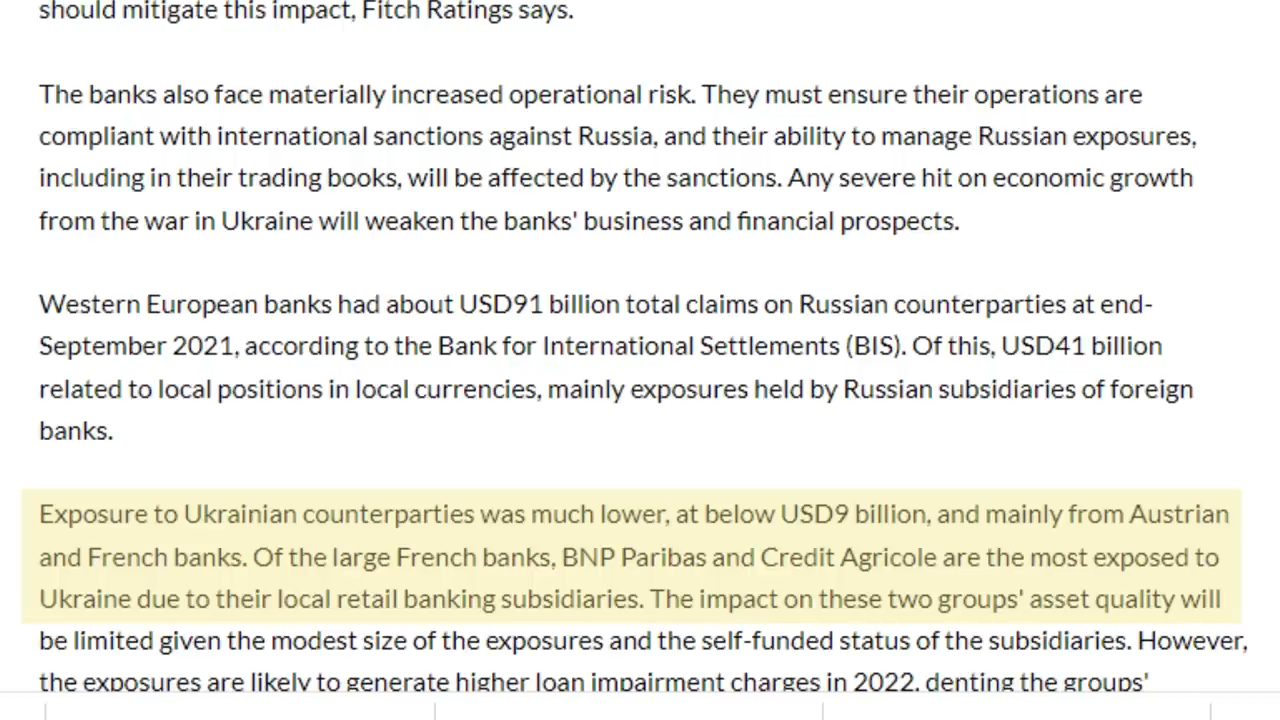 should mitigate this impact, Fitch Ratings says.
The banks also face materially increased operational risk. They must ensure their operations are
compliant with international sanctions against Russia, and their ability to manage Russian exposures,
including in their trading books, will be affected by the sanctions. Any severe hit on economic growth
from the war in Ukraine will weaken the banks' business and financial prospects.
Western European banks had about USD91 billion total claims on Russian counterparties at end-
September 2021, according to the Bank for International Settlements (BIS). Of this, USD41 billion
related to local positions in local currencies, mainly exposures held by Russian subsidiaries of foreign
banks.
Exposure to Ukrainian counterparties was much lower, at below USD9 billion, and mainly from Austrian
and French banks. Of the large French banks, BNP Paribas and Credit Agricole are the most exposed to
Ukraine due to their local retail banking subsidiaries. The impact on these two groups' asset quality will
be limited given the modest size of the exposures and the self-funded status of the subsidiaries. However,
the exposures are likely to generate higher loan impairment charges in 2022, denting the groups'